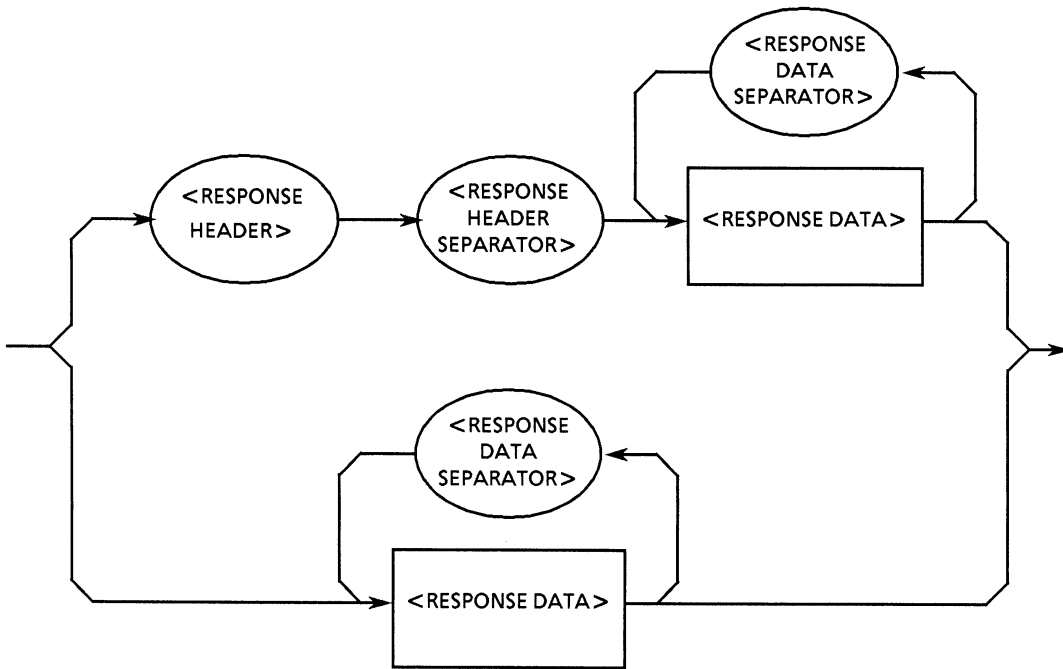 <RESPONSE
DATA
SEPARATOR>
<RESPONSE
HEADER>
<RESPONSE
HEADER
SEPARATOR>
<RESPONSE DATA>
<RESPONSE
DATA
SEPARATOR>
<RESPONSE DATA>